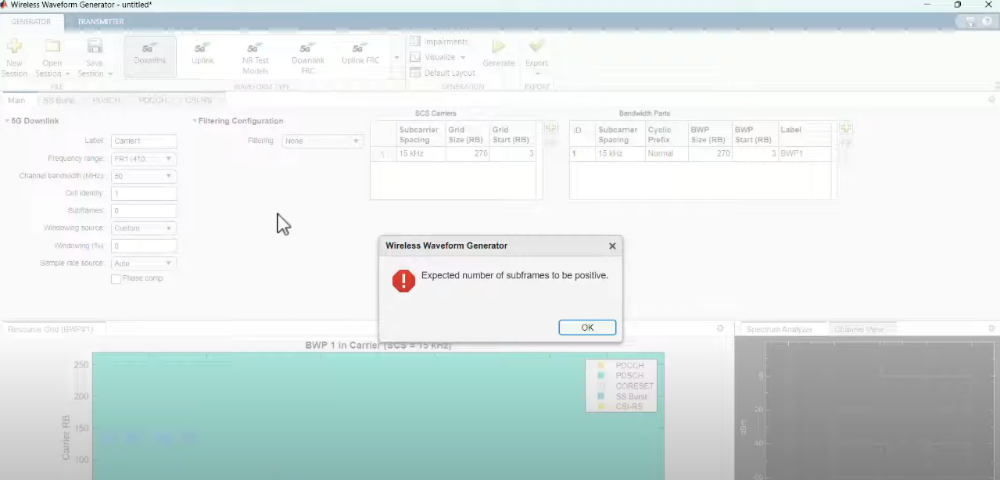 Wireless Waveform Generator - untitled*
GENERATOR TRANSMITTER
New Session
Open Session
Save Session
FILE
5G Downlink
5G Uplink
5G NR Test Models
5G Downlink FRC
5G Uplink FRC
WAVEFORM TYPE
Impairments
Visualize
Default Layout
Generate
GENERATION
Export
EXPORT
Main SS Burst PDSCH PDCCH CSI-RS
5G Downlink
Label: Carrier1
Frequency range: FR1 (410...
Channel bandwidth (MHz): 50
Cell identity: 1
Subframes: 0
Windowing source: Custom
Windowing (%): 0
Sample rate source: Auto
Phase comp
Filtering Configuration
Filtering None
SCS Carriers
Subcarrier Spacing Grid Size (RB) Grid Start (RB)
1 15 kHz 270 3
Bandwidth Parts
ID Subcarrier Spacing Cyclic Prefix BWP Size (RB) BWP Start (RB) Label
1 15 kHz Normal 270 3 BWP1
Wireless Waveform Generator
Expected number of subframes to be positive.
OK
Resource Grid (BWP#1)
BWP 1 in Carrier (SCS = 15 kHz)
250
200
150
100
Carrier RB
PDCCH
PDSCH
CORESET
SS Burst
CSI-RS
Spectrum Analyzer Channel View
0
-20
-40
-60
dBm